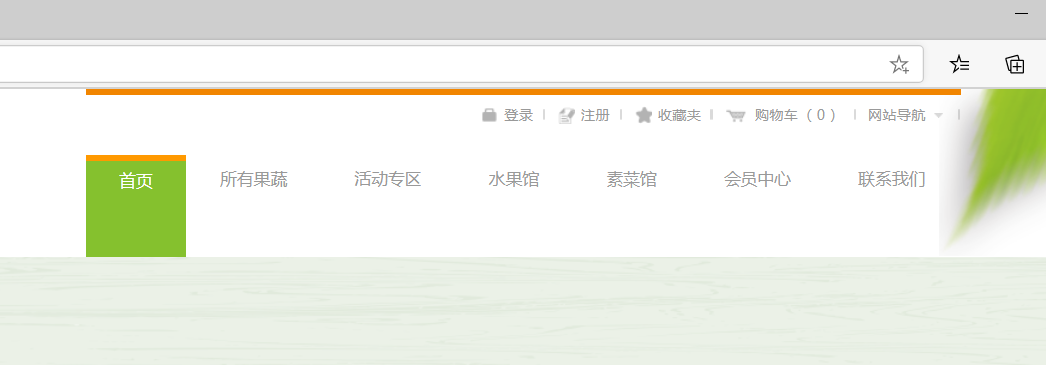 登录 注册 收藏夹 购物车（0） 网站导航
首页 所有果蔬 活动专区 水果馆 素菜馆 会员中心 联系我们